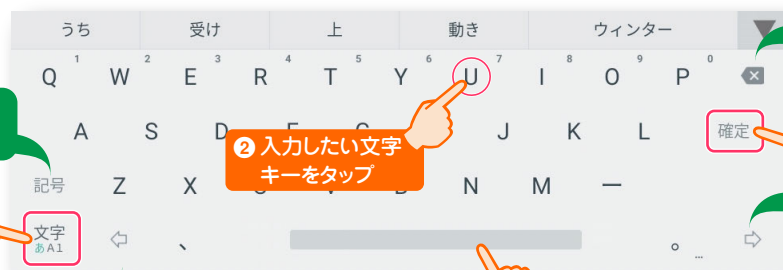 うち 受け 上 動き ウィンター
Q 1 W 2 E 3 R 4 T 5 Y 6 U 7 I 8 O 9 P 0
A S D J K L 確定
❷入力したい文字
キーをタップ
記号 Z X N M ー
文字
あA1
、 。 …